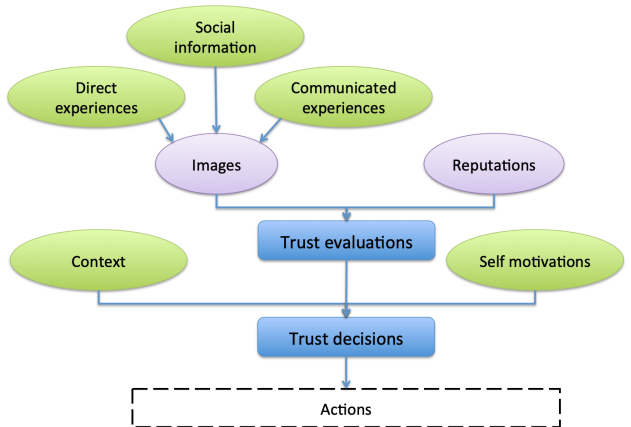 Social
information
Direct
experiences
Communicated
experiences
Images
Reputations
Trust evaluations
Context
Self motivations
Trust decisions
Actions